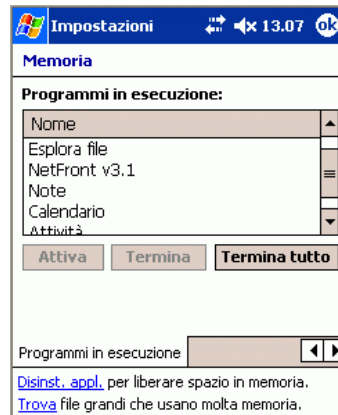 Impostazioni 13.07 ok
Memoria
Programmi in esecuzione:
Nome
Esplora file
NetFront v3.1
Note
Calendario
Attività
Attiva Termina Termina tutto
Programmi in esecuzione
Disinst. appl. per liberare spazio in memoria.
Trova file grandi che usano molta memoria.